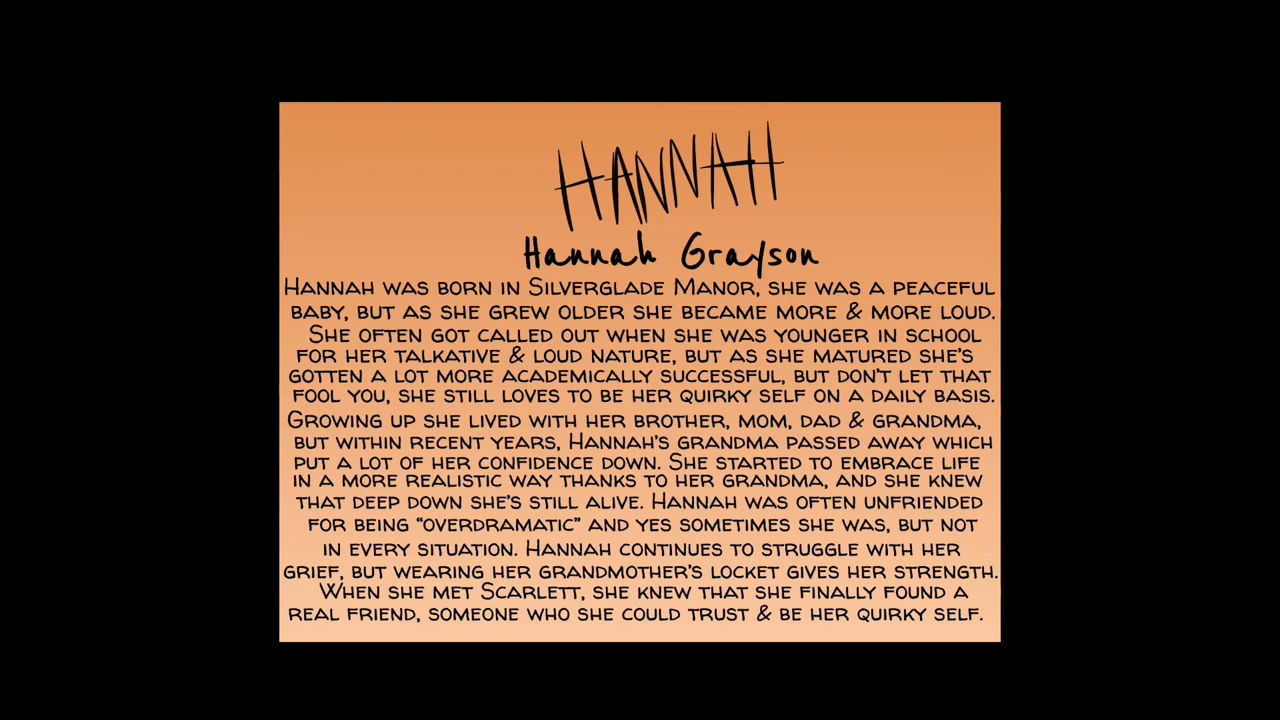 HANNAH
Hannah Grayson
Hannah was born in Silverglade Manor, she was a peaceful
baby, but as she grew older she became more & more loud.
She often got called out when she was younger in school
for her talkative & loud nature, but as she matured she's
gotten a lot more academically successful, but don't let that
fool you, she still loves to be her quirky self on a daily basis.
Growing up she lived with her brother, mom, dad & grandma,
but within recent years, Hannah's grandma passed away which
put a lot of her confidence down. She started to embrace life
in a more realistic way thanks to her grandma, and she knew
that deep down she's still alive. Hannah was often unfriended
for being "overdramatic" and yes sometimes she was, but not
in every situation. Hannah continues to struggle with her
grief, but wearing her grandmother's locket gives her strength.
When she met Scarlett, she knew that she finally found a
real friend, someone who she could trust & be her quirky self.